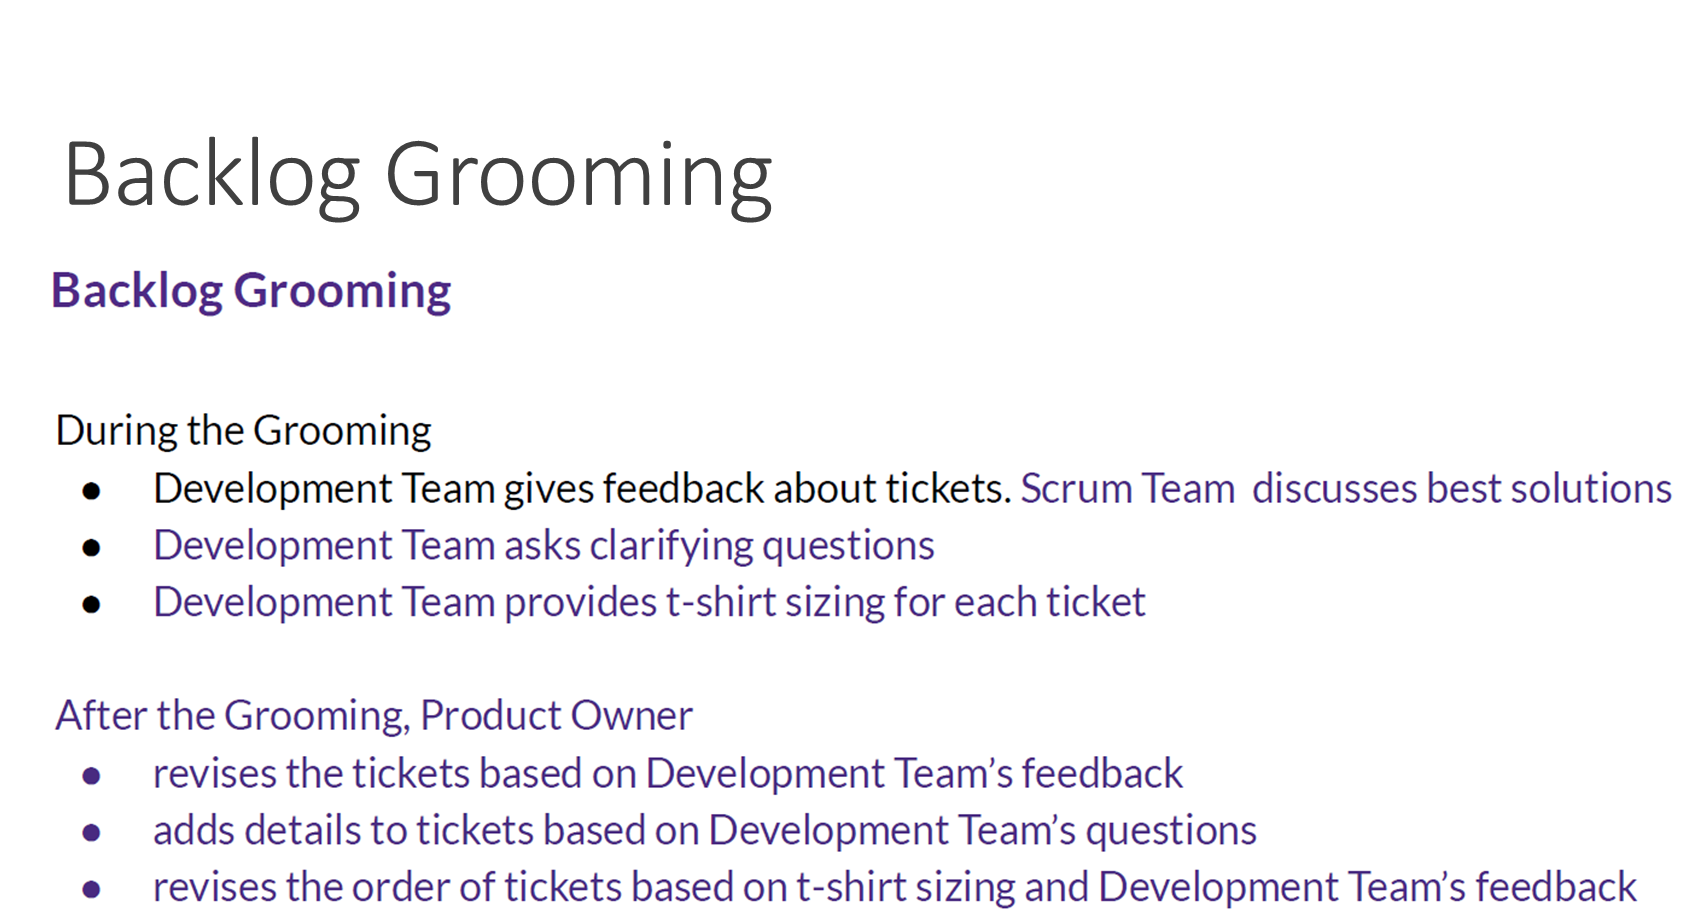 Backlog Grooming
Backlog Grooming
During the Grooming
● Development Team gives feedback about tickets. Scrum Team discusses best solutions
● Development Team asks clarifying questions
● Development Team provides t-shirt sizing for each ticket
After the Grooming, Product Owner
● revises the tickets based on Development Team’s feedback
● adds details to tickets based on Development Team’s questions
● revises the order of tickets based on t-shirt sizing and Development Team’s feedback